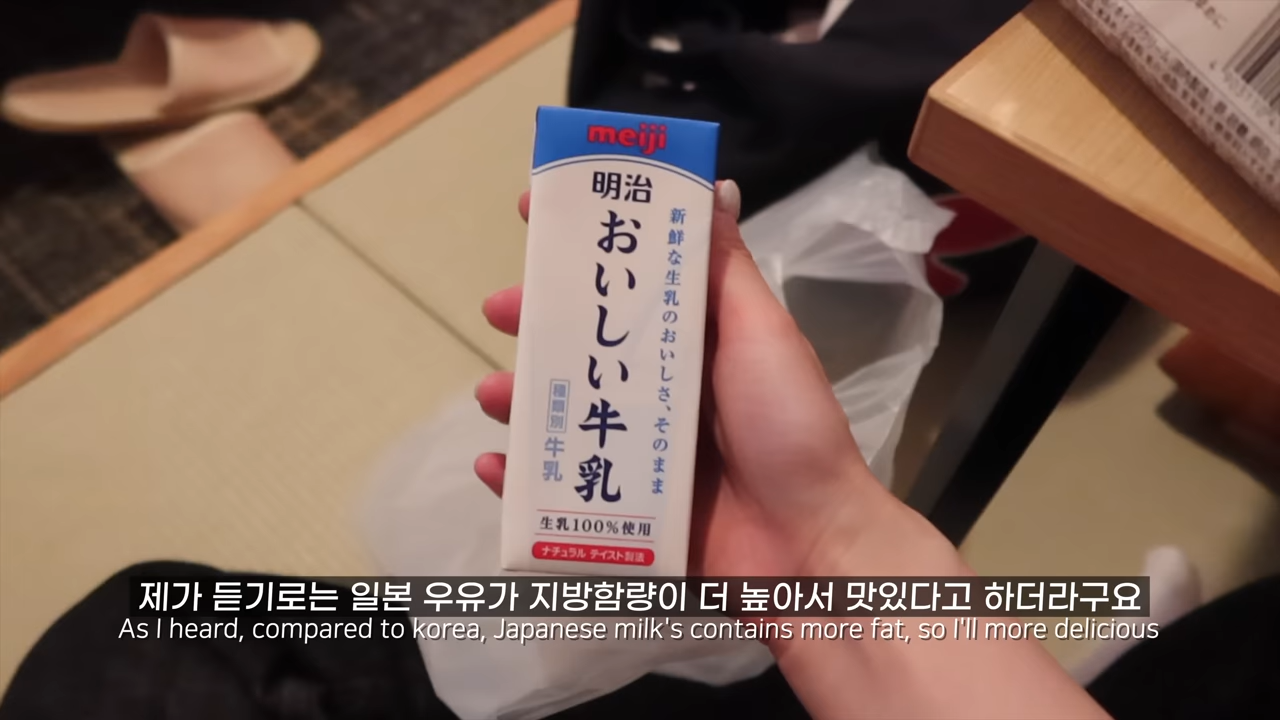 meiji
明治
新鮮な生乳のおいしさ、そのまま
おいしい牛乳
種類別
牛乳
生乳100%使用
ナチュラル テイスト製法
제가 듣기로는 일본 우유가 지방함량이 더 높아서 맛있다고 하더라구요
As I heard, compared to korea, Japanese milk's contains more fat, so I'll more delicious